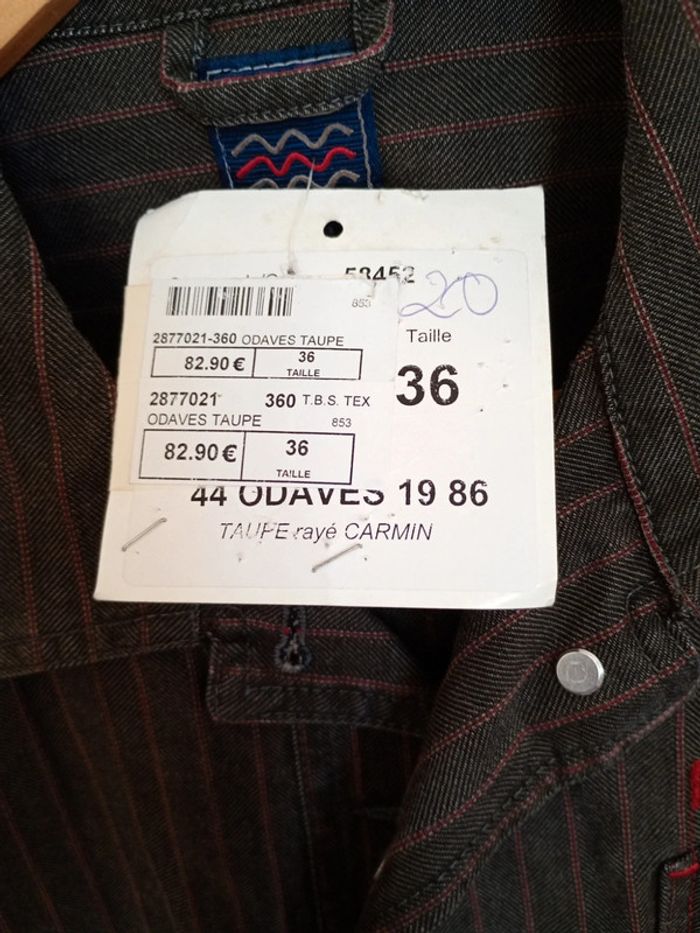 58452
20
853
2877021-360 ODAVES TAUPE
82.90 € 36
TAILLE
Taille
36
2877021 360 T.B.S. TEX
ODAVES TAUPE 853
82.90 € 36
TAILLE
44 ODAVES 19 86
TAUPE rayé CARMIN